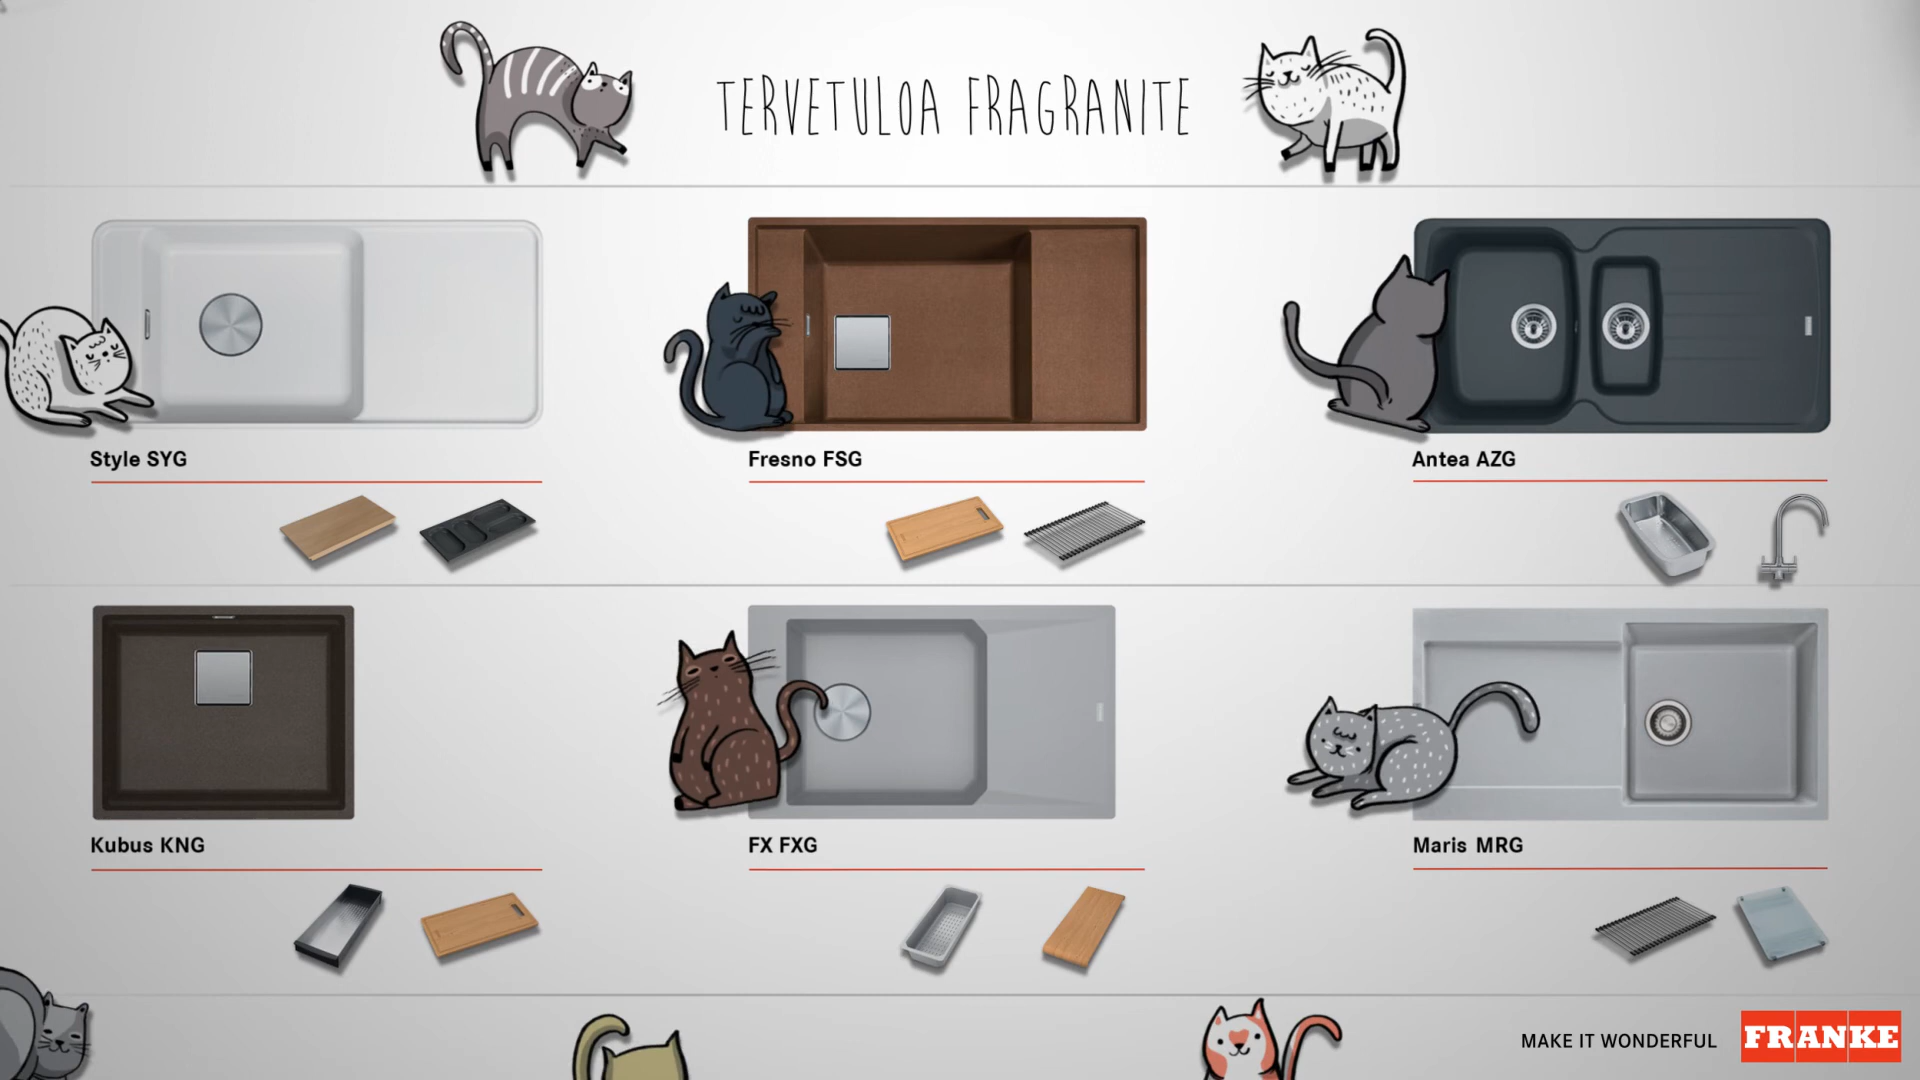 TERVETULOA FRAGRANITE
Style SYG
Fresno FSG
Antea AZG
Kubus KNG
FX FXG
Maris MRG
MAKE IT WONDERFUL
FRANKE